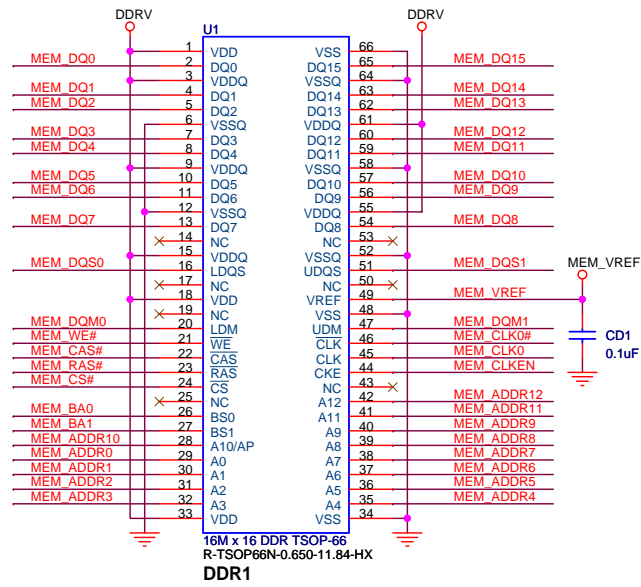 DDRV DDRV
U1
1 VDD VSS 66
MEM_DQ0 2 DQ0 DQ15 65 MEM_DQ15
3 VDDQ VSSQ 64
MEM_DQ1 4 DQ1 DQ14 63 MEM_DQ14
MEM_DQ2 5 DQ2 DQ13 62 MEM_DQ13
6 VSSQ VDDQ 61
MEM_DQ3 7 DQ3 DQ12 60 MEM_DQ12
MEM_DQ4 8 DQ4 DQ11 59 MEM_DQ11
9 VDDQ VSSQ 58
MEM_DQ5 10 DQ5 DQ10 57 MEM_DQ10
MEM_DQ6 11 DQ6 DQ9 56 MEM_DQ9
12 VSSQ VDDQ 55
MEM_DQ7 13 DQ7 DQ8 54 MEM_DQ8
14 NC NC 53
15 VDDQ VSSQ 52
MEM_DQS0 16 LDQS UDQS 51 MEM_DQS1 MEM_VREF
17 NC NC 50
18 VDD VREF 49 MEM_VREF
19 NC VSS 48
MEM_DQM0 20 LDM UDM 47 MEM_DQM1
MEM_WE# 21 WE CLK 46 MEM_CLK0# CD1
MEM_CAS# 22 CAS CLK 45 MEM_CLK0 0.1uF
MEM_RAS# 23 RAS CKE 44 MEM_CLKEN
MEM_CS# 24 CS NC 43
25 NC A12 42 MEM_ADDR12
MEM_BA0 26 BS0 A11 41 MEM_ADDR11
MEM_BA1 27 BS1 A9 40 MEM_ADDR9
MEM_ADDR10 28 A10/AP A8 39 MEM_ADDR8
MEM_ADDR0 29 A0 A7 38 MEM_ADDR7
MEM_ADDR1 30 A1 A6 37 MEM_ADDR6
MEM_ADDR2 31 A2 A5 36 MEM_ADDR5
MEM_ADDR3 32 A3 A4 35 MEM_ADDR4
33 VDD VSS 34
16M x 16 DDR TSOP-66
R-TSOP66N-0.650-11.84-HX
DDR1